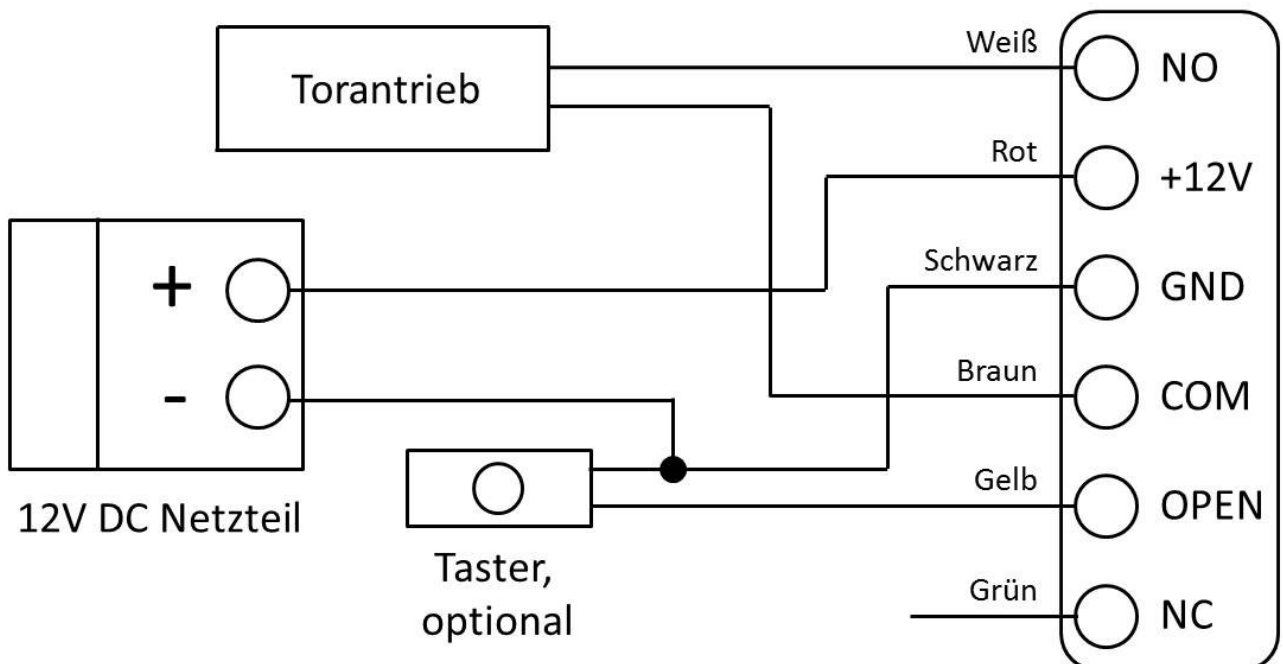 Weiß
NO
Torantrieb
Rot
+12V
Schwarz
GND
+
Braun
COM
-
Gelb
OPEN
12V DC Netzteil
Taster,
optional
Grün
NC